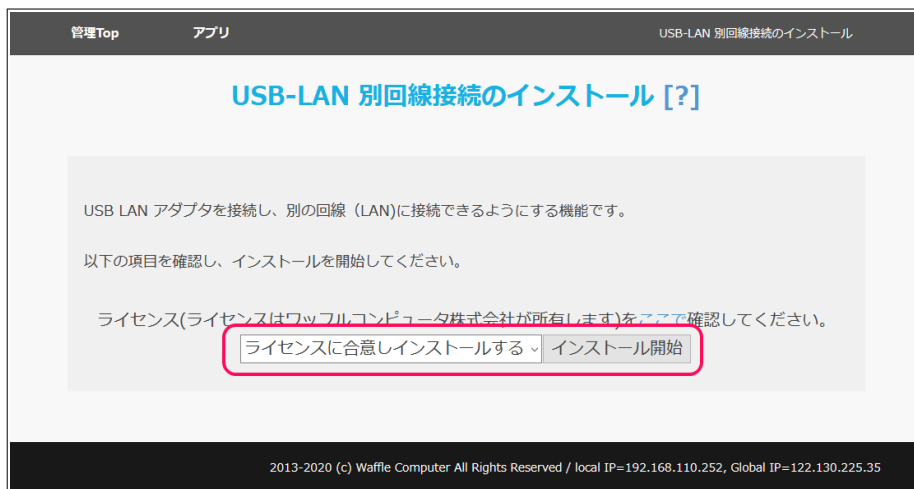 管理Top アプリ USB-LAN 別回線接続のインストール
USB-LAN 別回線接続のインストール [?]
USB LAN アダプタを接続し、別の回線（LAN)に接続できるようにする機能です。
以下の項目を確認し、インストールを開始してください。
ライセンス(ライセンスはワッフルコンピュータ株式会社が所有します)をここで確認してください。
ライセンスに合意しインストールする インストール開始
2013-2020 (c) Waffle Computer All Rights Reserved / local IP=192.168.110.252, Global IP=122.130.225.35